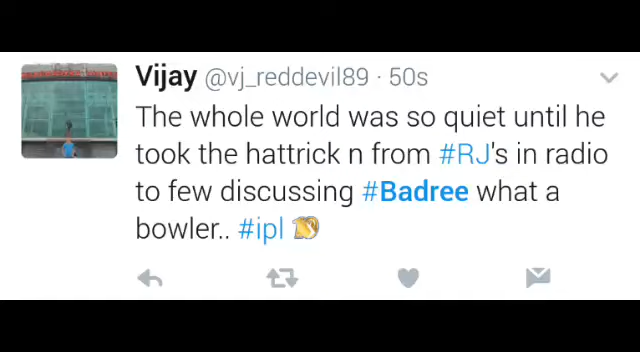 Vijay @vj_reddevil89 · 50s
The whole world was so quiet until he
took the hattrick n from #RJ's in radio
to few discussing #Badree what a
bowler.. #ipl